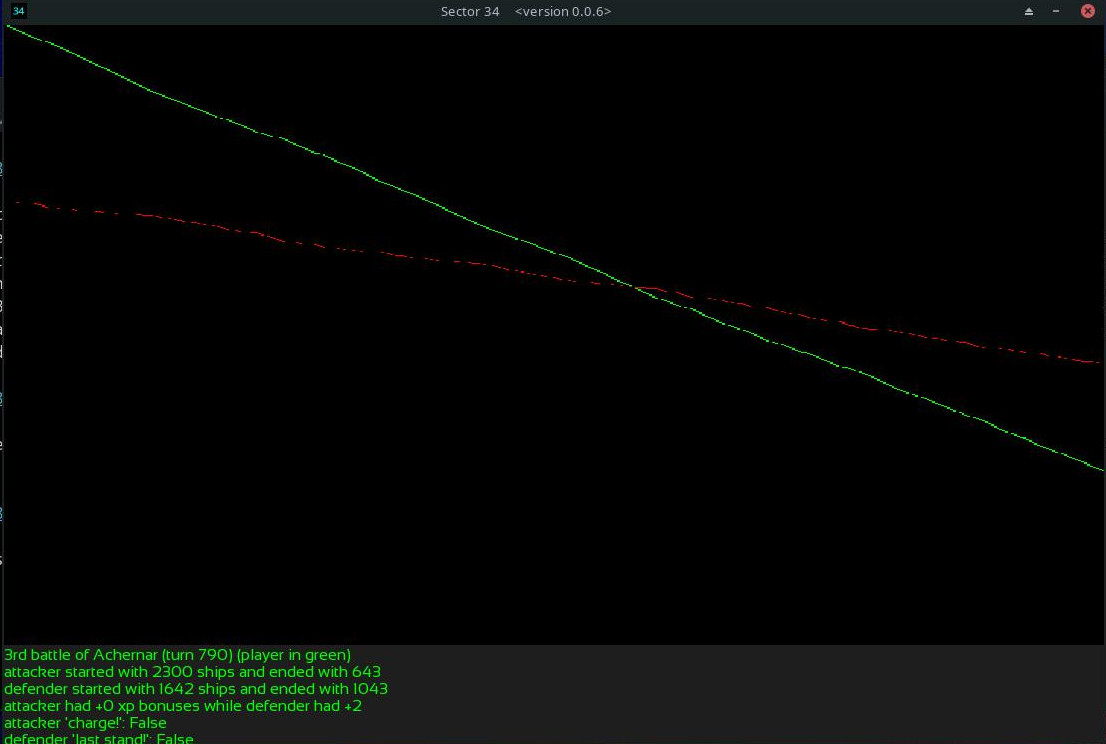 34
Sector 34 <version 0.0.6>
3rd battle of Achernar (turn 790) (player in green)
attacker started with 2300 ships and ended with 643
defender started with 1642 ships and ended with 1043
attacker had +0 xp bonuses while defender had +2
attacker 'charge!': False
defender 'last stand!': False